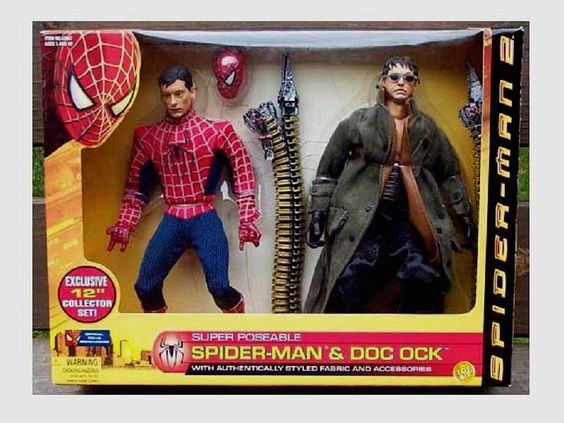 SPIDER-MAN 2
EXCLUSIVE
12"
COLLECTOR
SET!
WARNING
SUPER POSEABLE
SPIDER-MAN & DOC OCK
WITH AUTHENTICALLY STYLED FABRIC AND ACCESSORIES